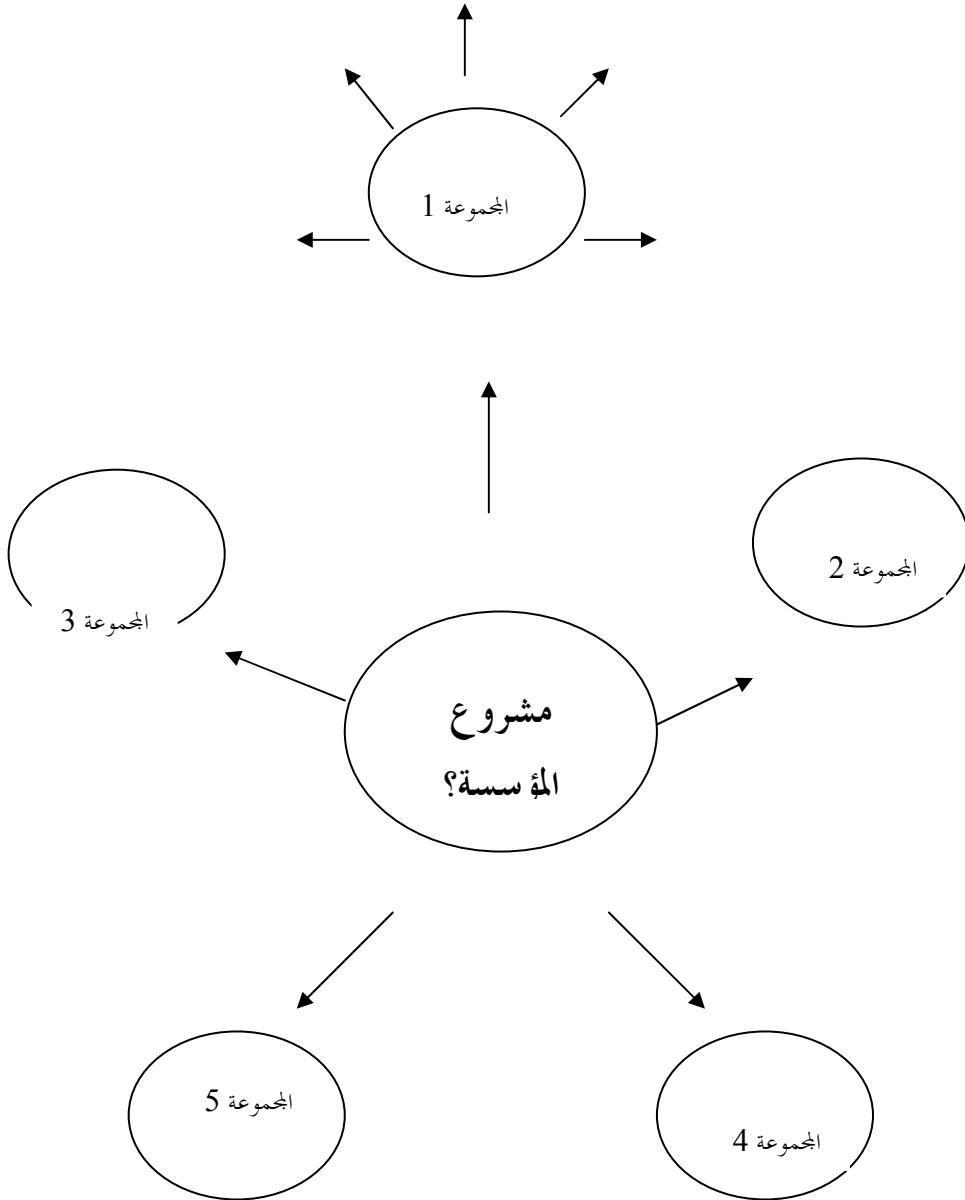 المجموعة 1
المجموعة 2
المجموعة 3
مشروع
المؤسسة؟
المجموعة 5
المجموعة 4